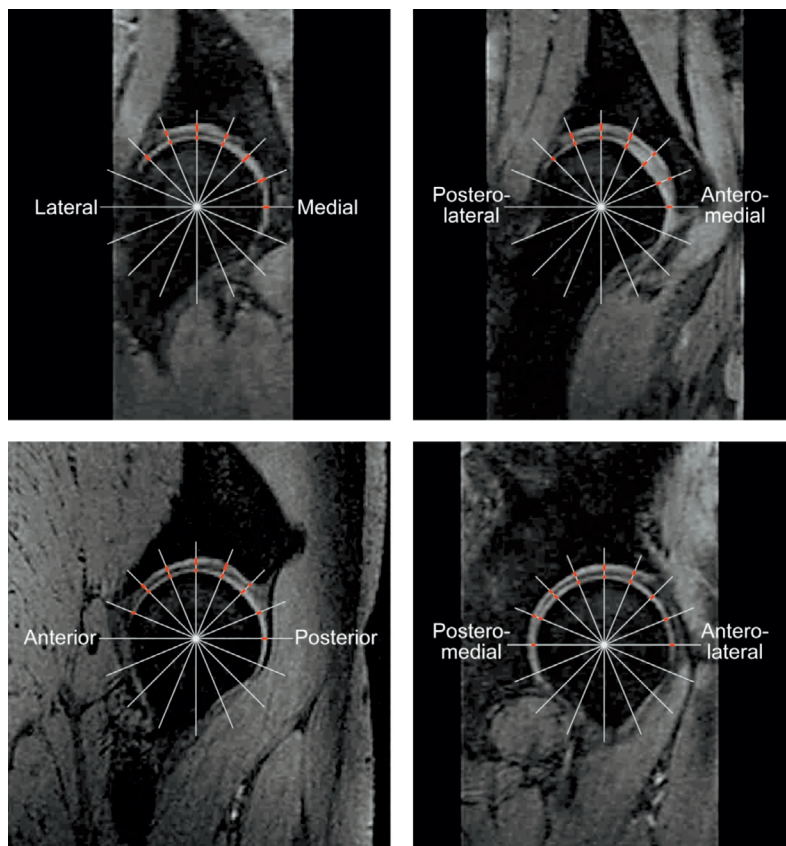 Lateral
Medial
Postero-
lateral
Antero-
medial
Anterior
Posterior
Postero-
medial
Antero-
lateral